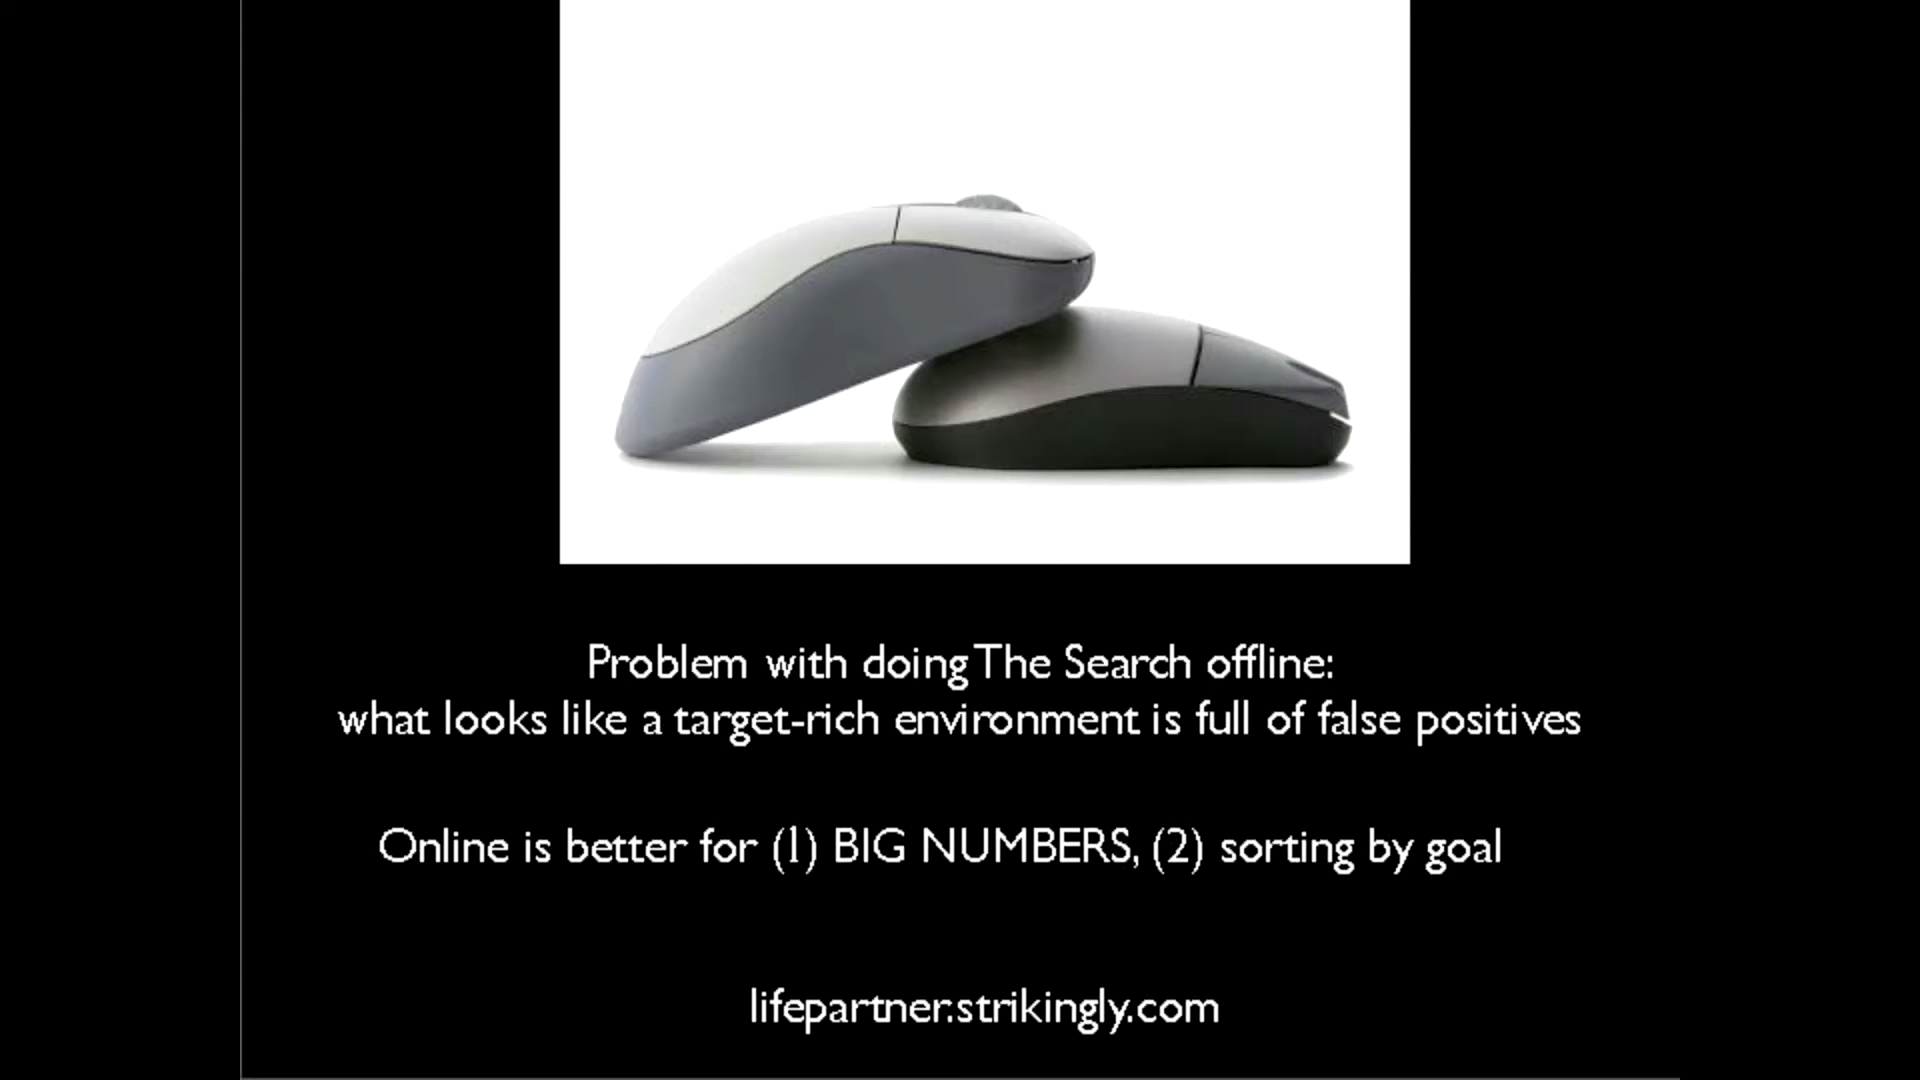 Problem with doing The Search offline:
what looks like a target-rich environment is full of false positives
Online is better for (1) BIG NUMBERS, (2) sorting by goal
lifepartner.strikingly.com